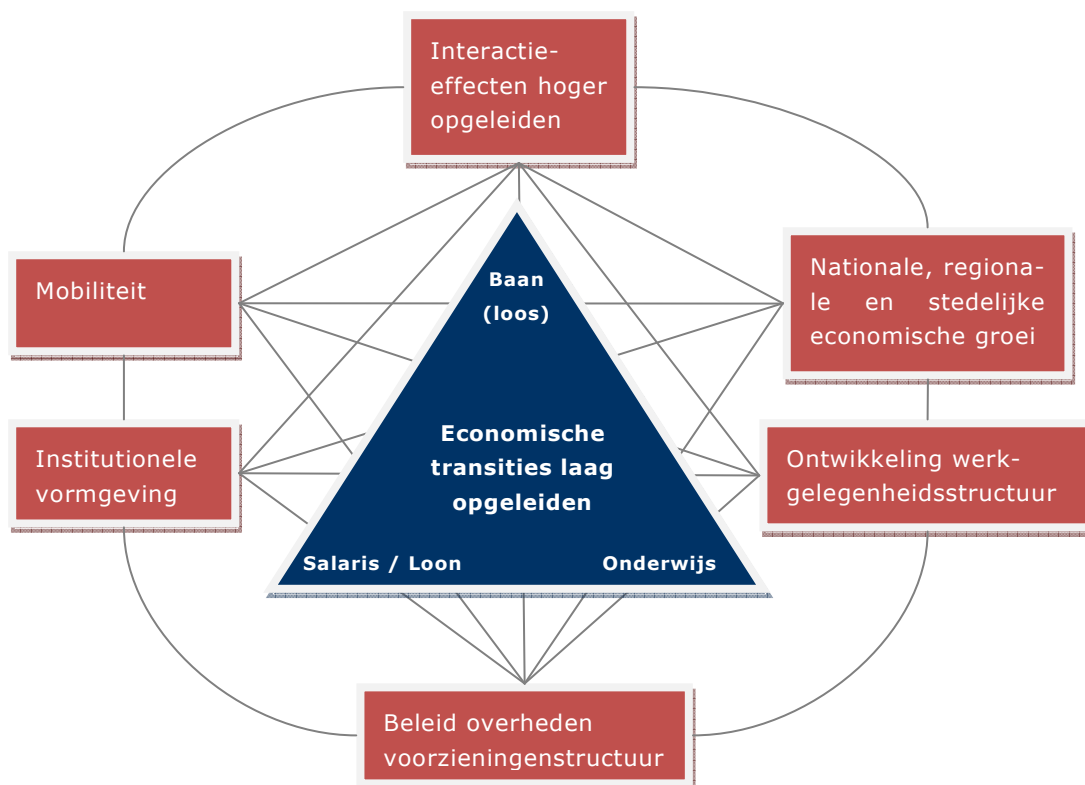 Interactie-
effecten hoger
opgeleiden
Mobiliteit
Nationale, regiona-
le en stedelijke
economische groei
Baan
(loos)
Economische
transities laag
opgeleiden
Salaris / Loon
Onderwijs
Institutionele
vormgeving
Ontwikkeling werk-
gelegenheidsstructuur
Beleid overheden
voorzieningenstructuur